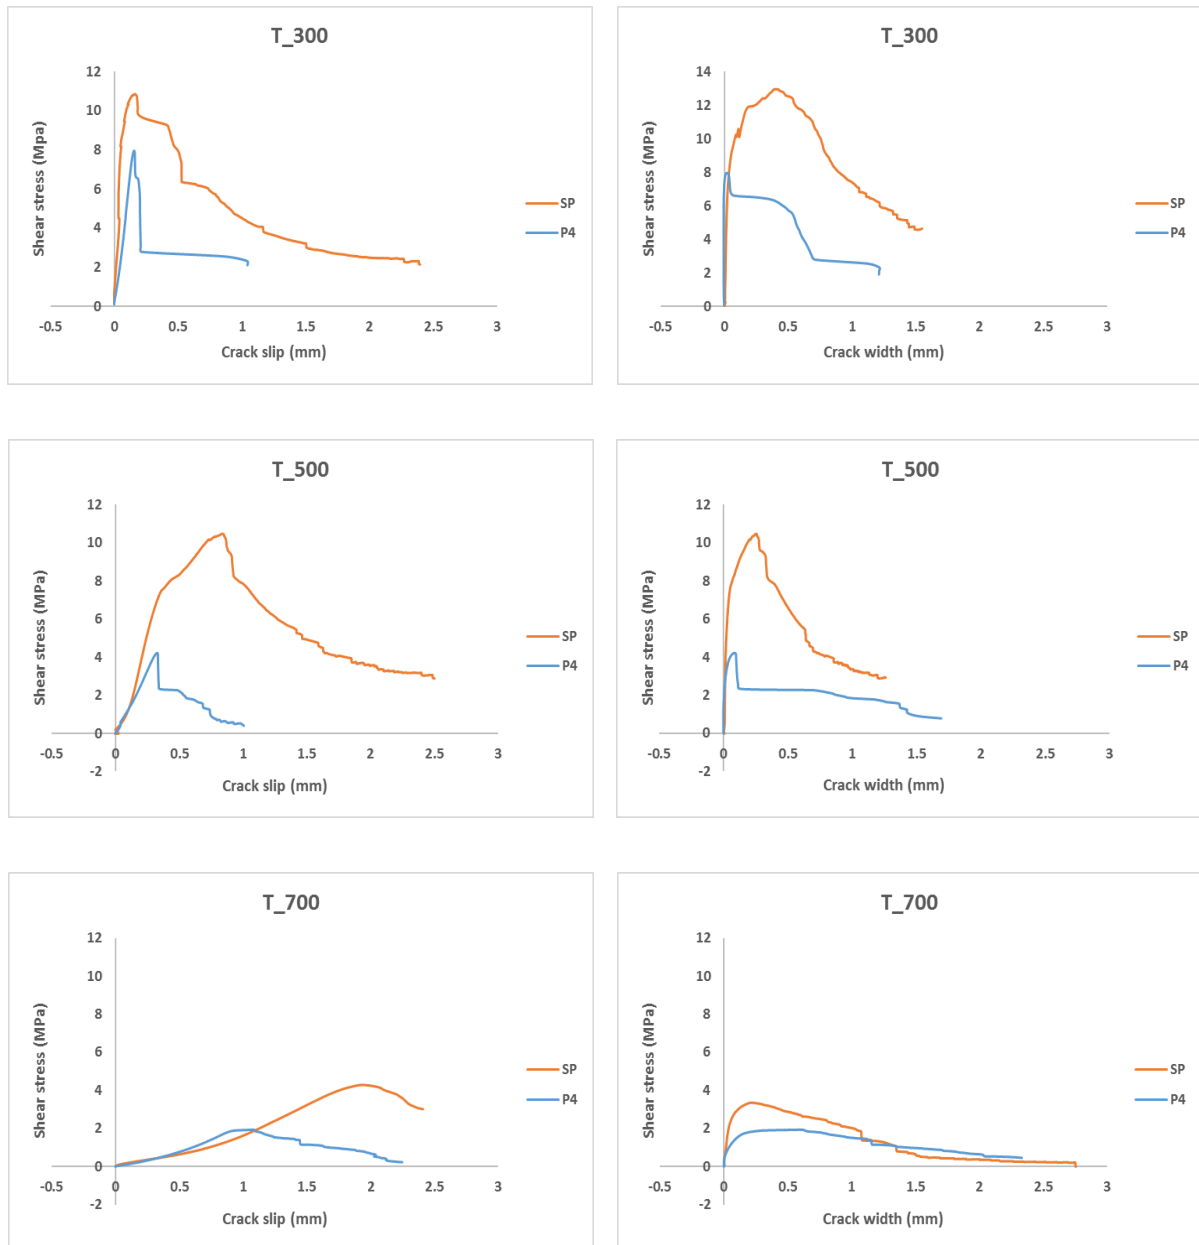 T_300
12
10
8
6
4
2
0
-0.5 0 0.5 1 1.5 2 2.5 3
Shear stress (Mpa)
Crack slip (mm)
SP
P4
T_300
14
12
10
8
6
4
2
0
-0.5 0 0.5 1 1.5 2 2.5 3
Shear stress (MPa)
Crack width (mm)
SP
P4
T_500
12
10
8
6
4
2
0
-2
-0.5 0 0.5 1 1.5 2 2.5 3
Shear stress (MPa)
Crack slip (mm)
SP
P4
T_500
12
10
8
6
4
2
0
-2
-0.5 0 0.5 1 1.5 2 2.5 3
Shear stress (MPa)
Crack width (mm)
SP
P4
T_700
12
10
8
6
4
2
0
-2
-0.5 0 0.5 1 1.5 2 2.5 3
Shear stress (MPa)
Crack slip (mm)
SP
P4
T_700
12
10
8
6
4
2
0
-2
-0.5 0 0.5 1 1.5 2 2.5 3
Shear stress (MPa)
Crack width (mm)
SP
P4